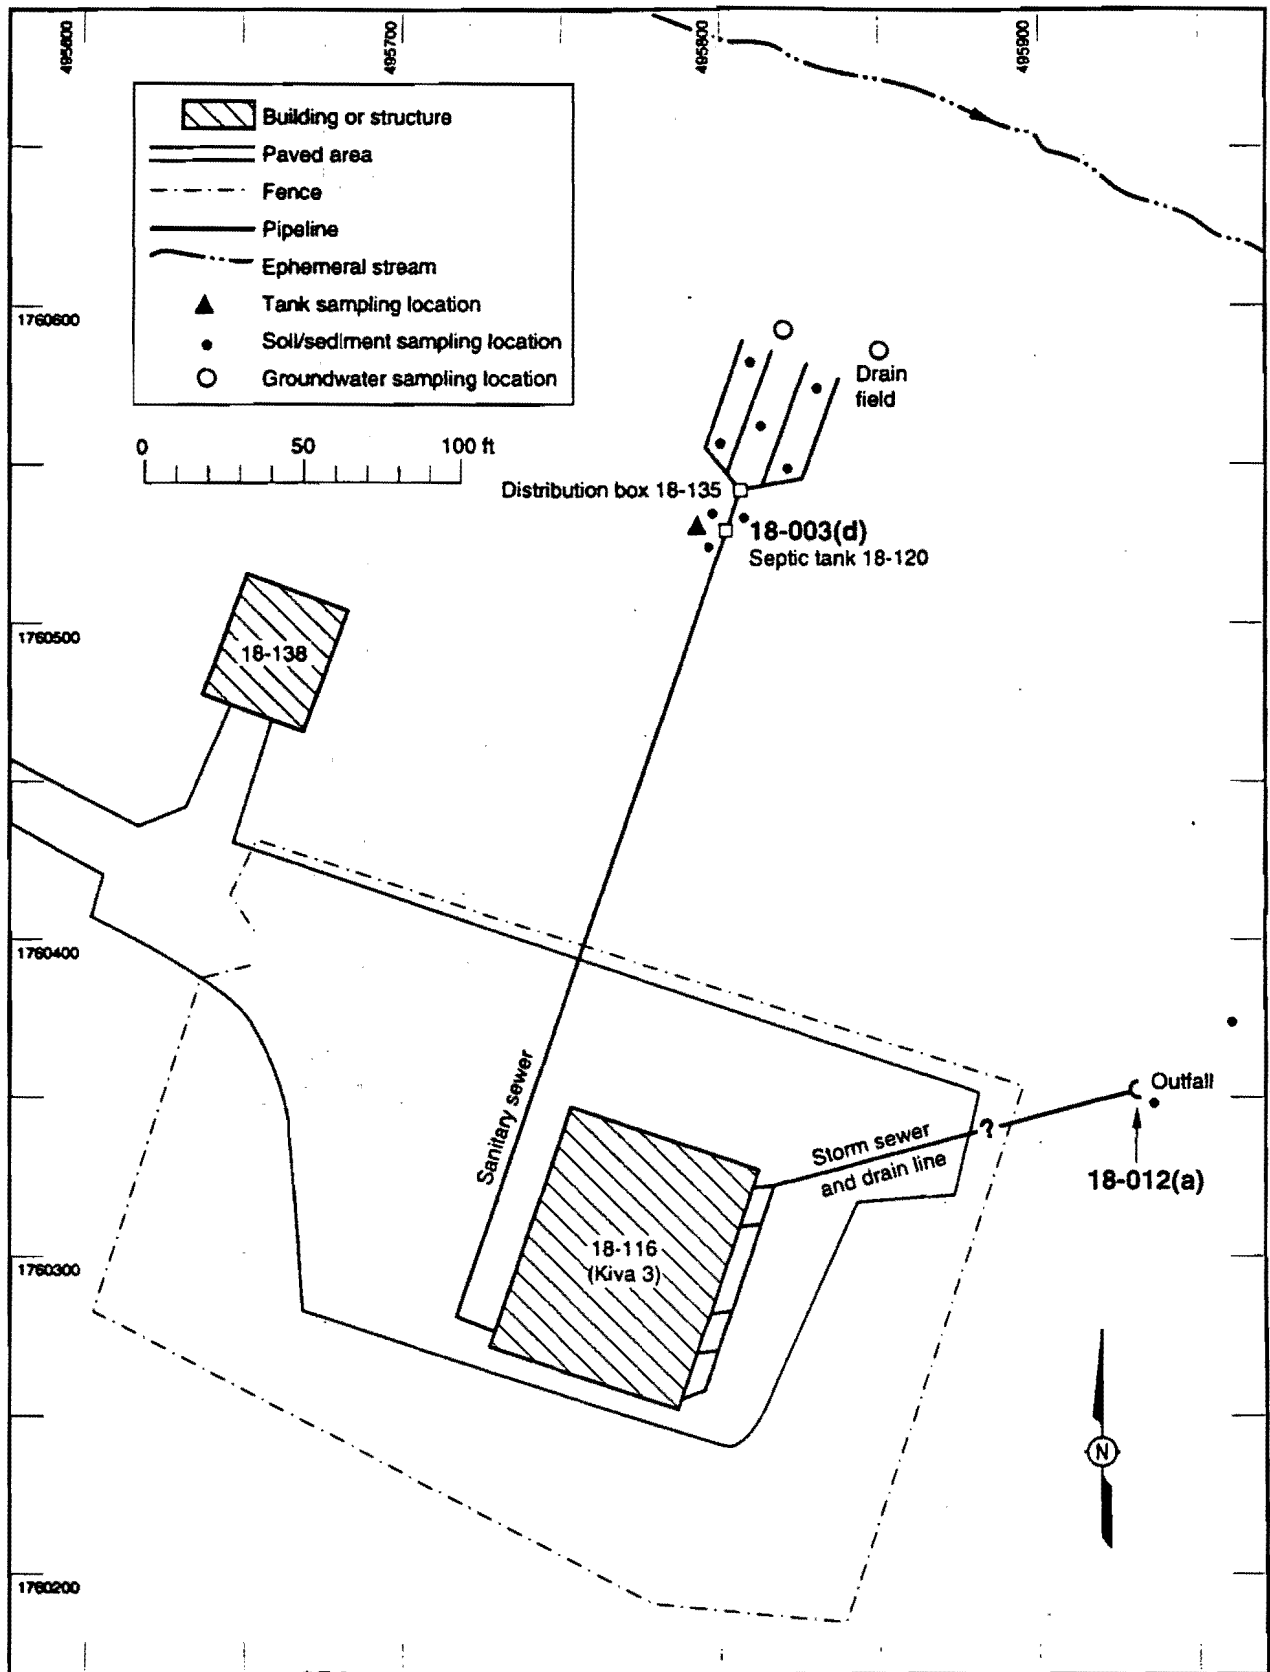 495600
495700
495800
495900
Building or structure
Paved area
Fence
Pipeline
Ephemeral stream
Tank sampling location
Soil/sediment sampling location
Groundwater sampling location
0 50 100 ft
1760600
Drain
field
Distribution box 18-135
18-003(d)
Septic tank 18-120
1760500
18-138
1760400
Sanitary sewer
Outfall
?
Storm sewer
and drain line
18-012(a)
18-116
(Kiva 3)
1760300
N
1760200